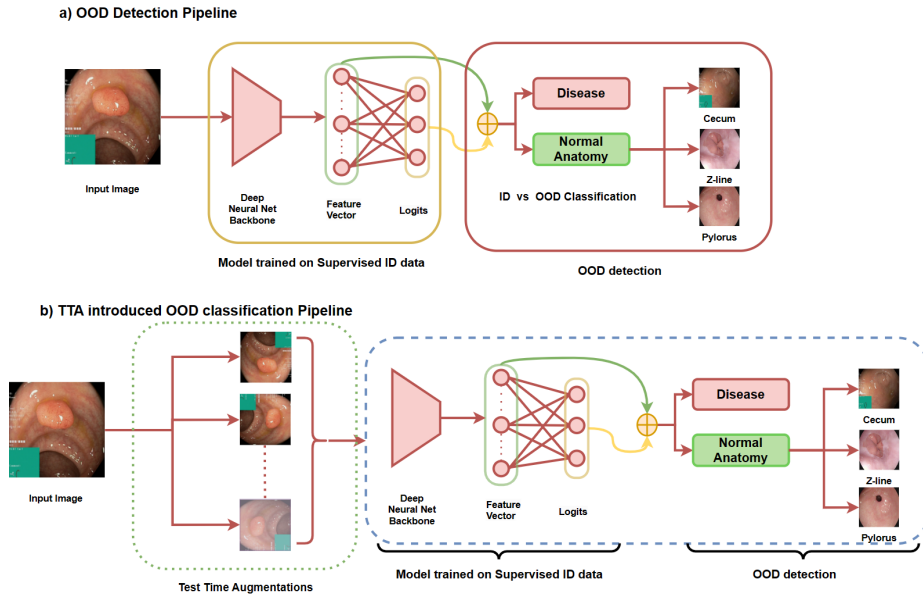 a) OOD Detection Pipeline
Input Image
Deep
Neural Net
Backbone
Feature
Vector
Logits
Model trained on Supervised ID data
Disease
Normal
Anatomy
ID vs OOD Classification
Cecum
Z-line
Pylorus
OOD detection
b) TTA introduced OOD classification Pipeline
Input Image
Test Time Augmentations
Deep
Neural Net
Backbone
Feature
Vector
Logits
Model trained on Supervised ID data
Disease
Normal
Anatomy
Cecum
Z-line
Pylorus
OOD detection